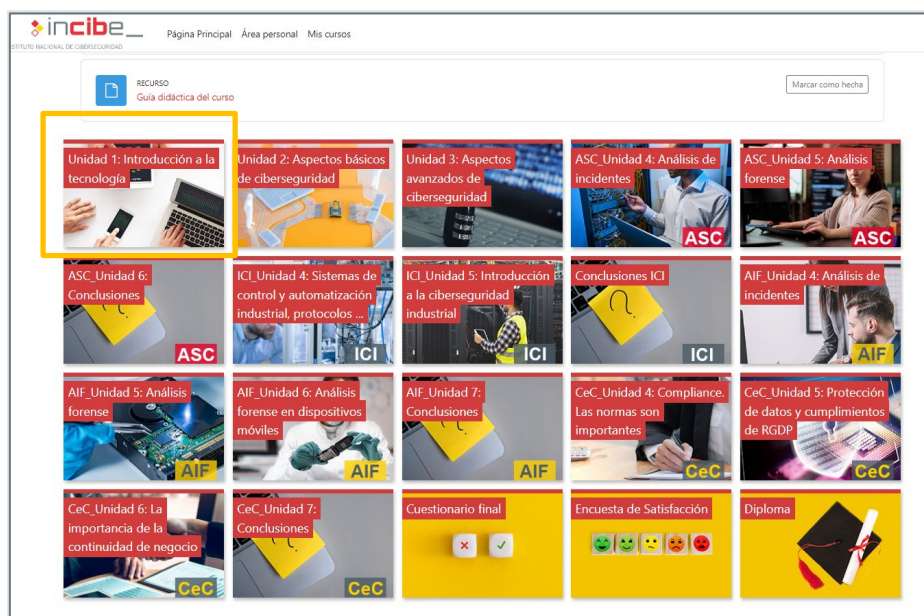 incibe_
INSTITUTO NACIONAL DE CIBERSEGURIDAD
Página Principal Área personal Mis cursos
RECURSO
Guía didáctica del curso
Marcar como hecha
Unidad 1: Introducción a la
tecnología
Unidad 2: Aspectos básicos
de ciberseguridad
Unidad 3: Aspectos
avanzados de
ciberseguridad
ASC_Unidad 4: Análisis de
incidentes
ASC
ASC_Unidad 5: Análisis
forense
ASC
ASC_Unidad 6:
Conclusiones
ASC
ICI_Unidad 4: Sistemas de
control y automatización
industrial, protocolos ...
ICI
ICI_Unidad 5: Introducción
a la ciberseguridad
industrial
ICI
Conclusiones ICI
ICI
AIF_Unidad 4: Análisis de
incidentes
AIF
AIF_Unidad 5: Análisis
forense
AIF
AIF_Unidad 6: Análisis
forense en dispositivos
móviles
AIF
AIF_Unidad 7:
Conclusiones
AIF
CeC_Unidad 4: Compliance.
Las normas son
importantes
CeC
CeC_Unidad 5: Protección
de datos y cumplimientos
de RGDP
CeC
CeC_Unidad 6: La
importancia de la
continuidad de negocio
CeC
CeC_Unidad 7:
Conclusiones
CeC
Cuestionario final
Encuesta de Satisfacción
Diploma